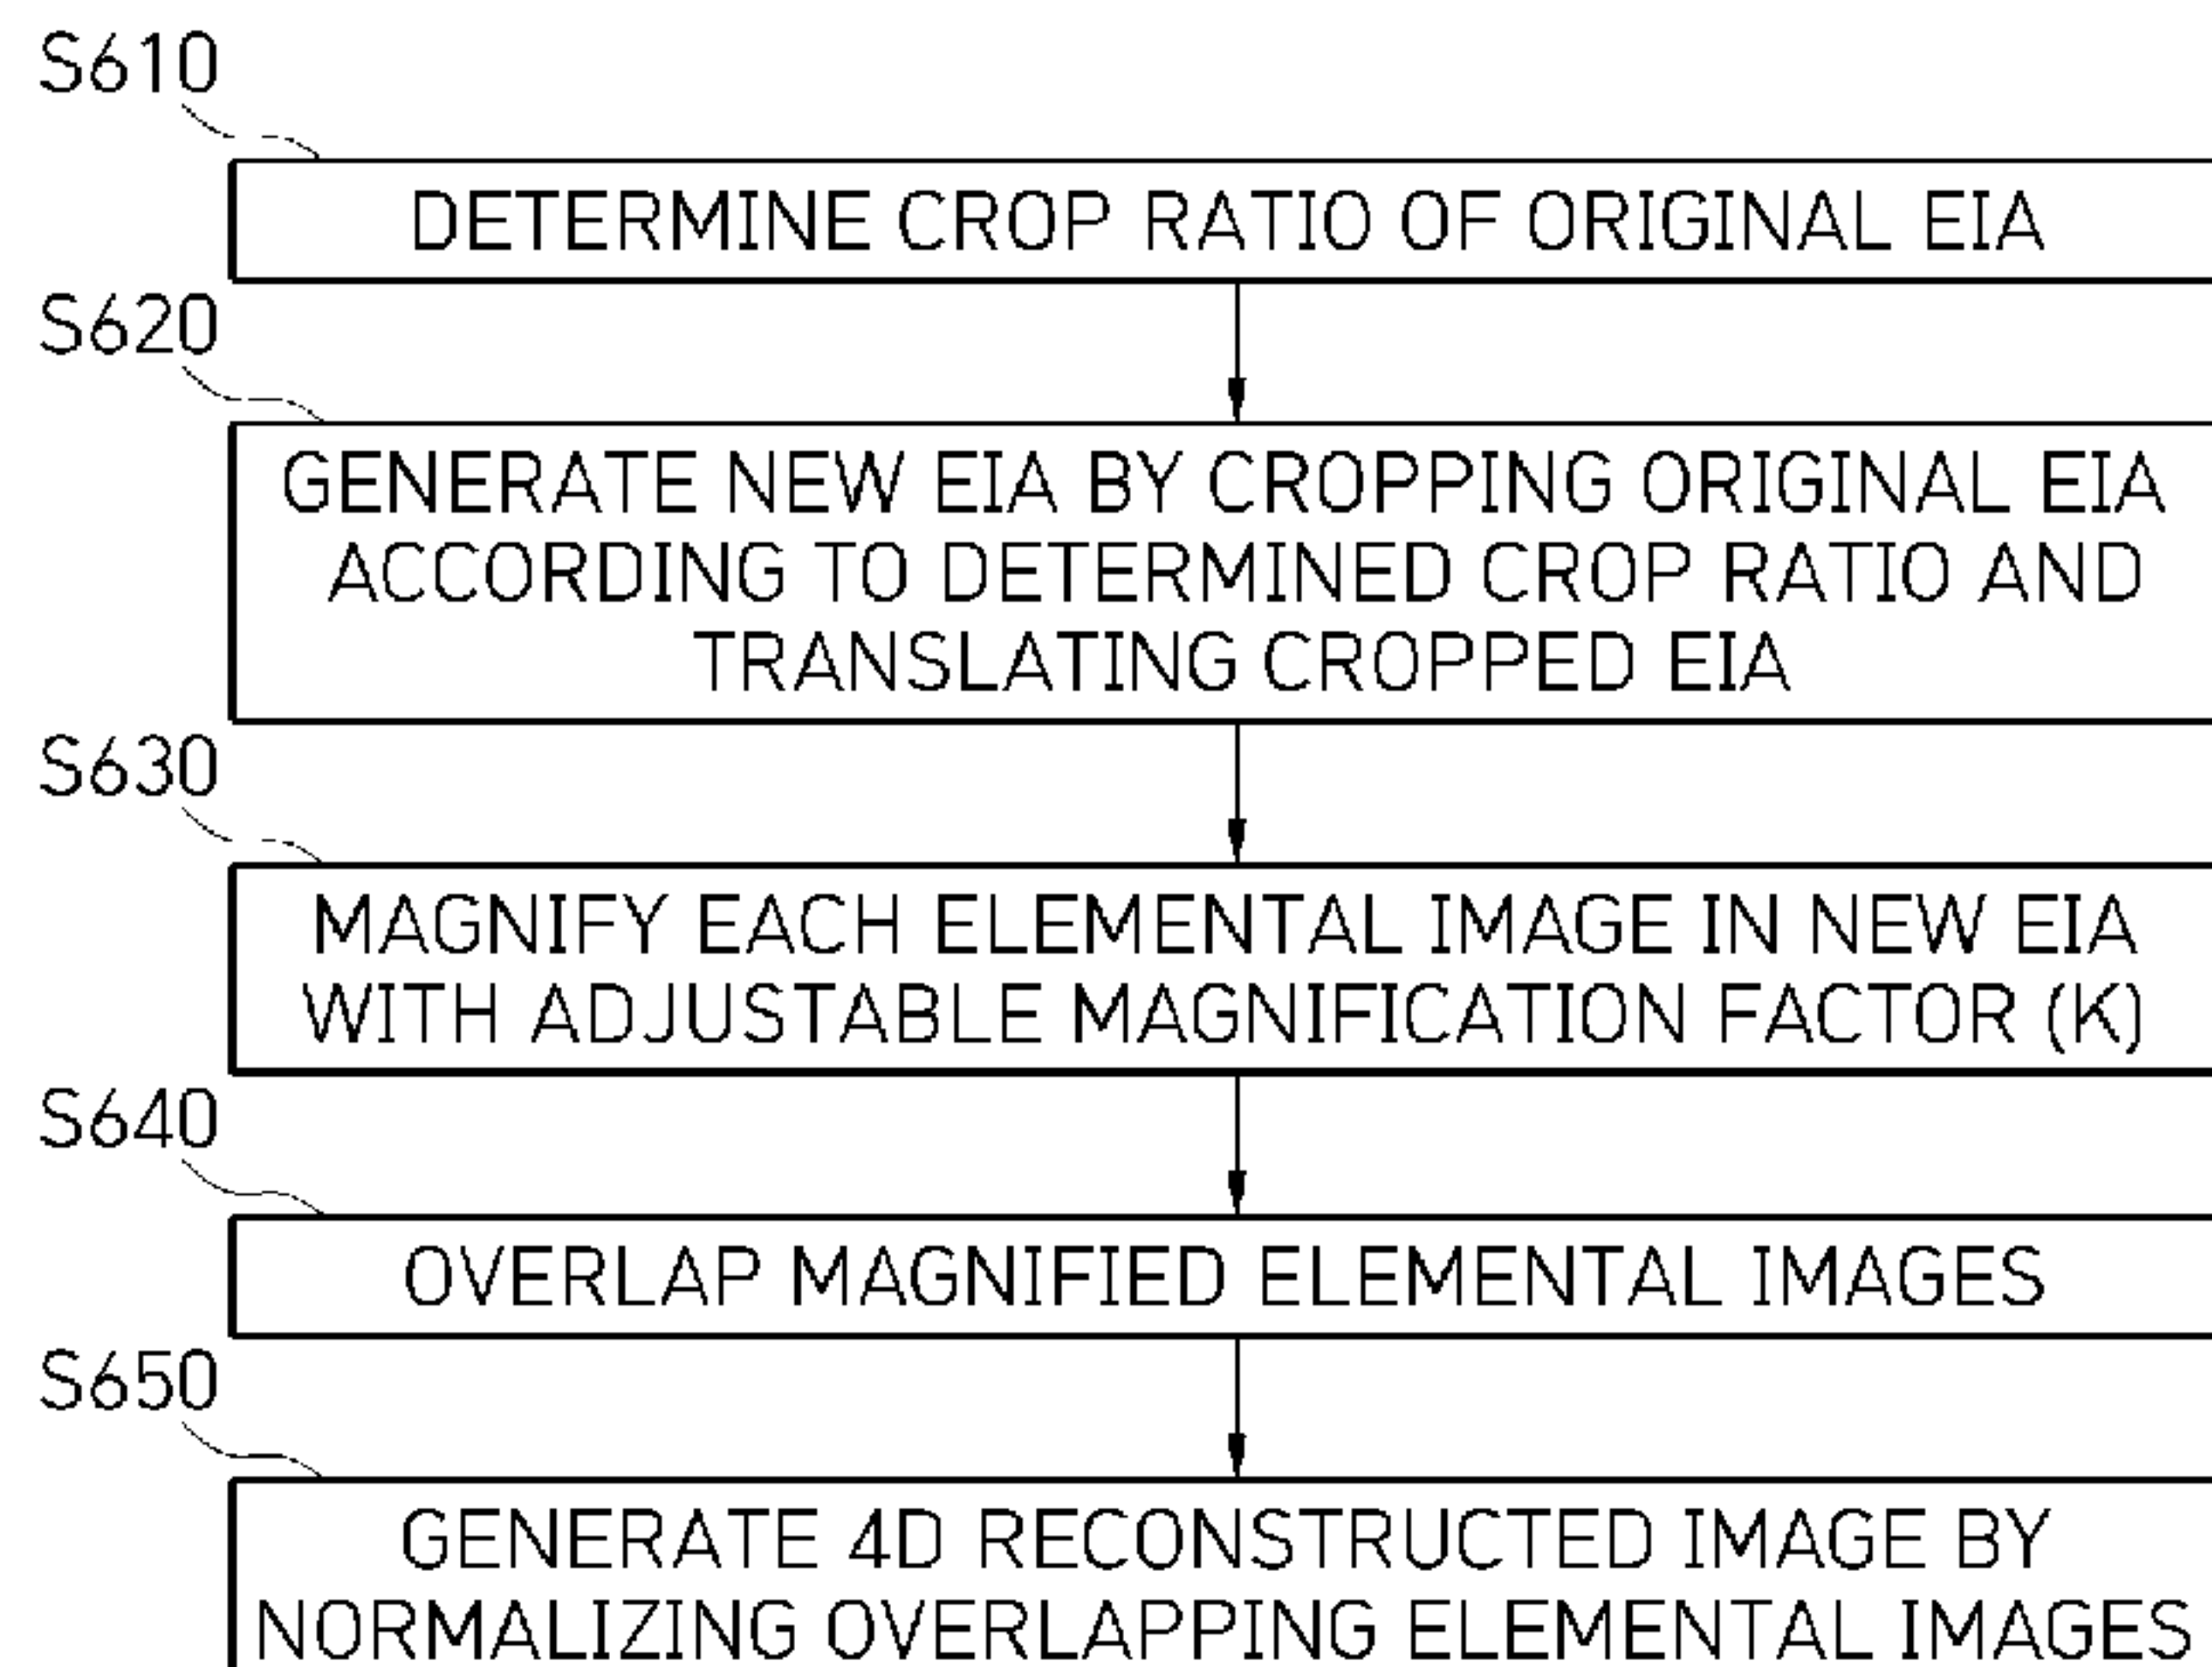 S610
DETERMINE CROP RATIO OF ORIGINAL EIA
S620
GENERATE NEW EIA BY CROPPING ORIGINAL EIA
ACCORDING TO DETERMINED CROP RATIO AND
TRANSLATING CROPPED EIA
S630
MAGNIFY EACH ELEMENTAL IMAGE IN NEW EIA
WITH ADJUSTABLE MAGNIFICATION FACTOR (K)
S640
OVERLAP MAGNIFIED ELEMENTAL IMAGES
S650
GENERATE 4D RECONSTRUCTED IMAGE BY
NORMALIZING OVERLAPPING ELEMENTAL IMAGES